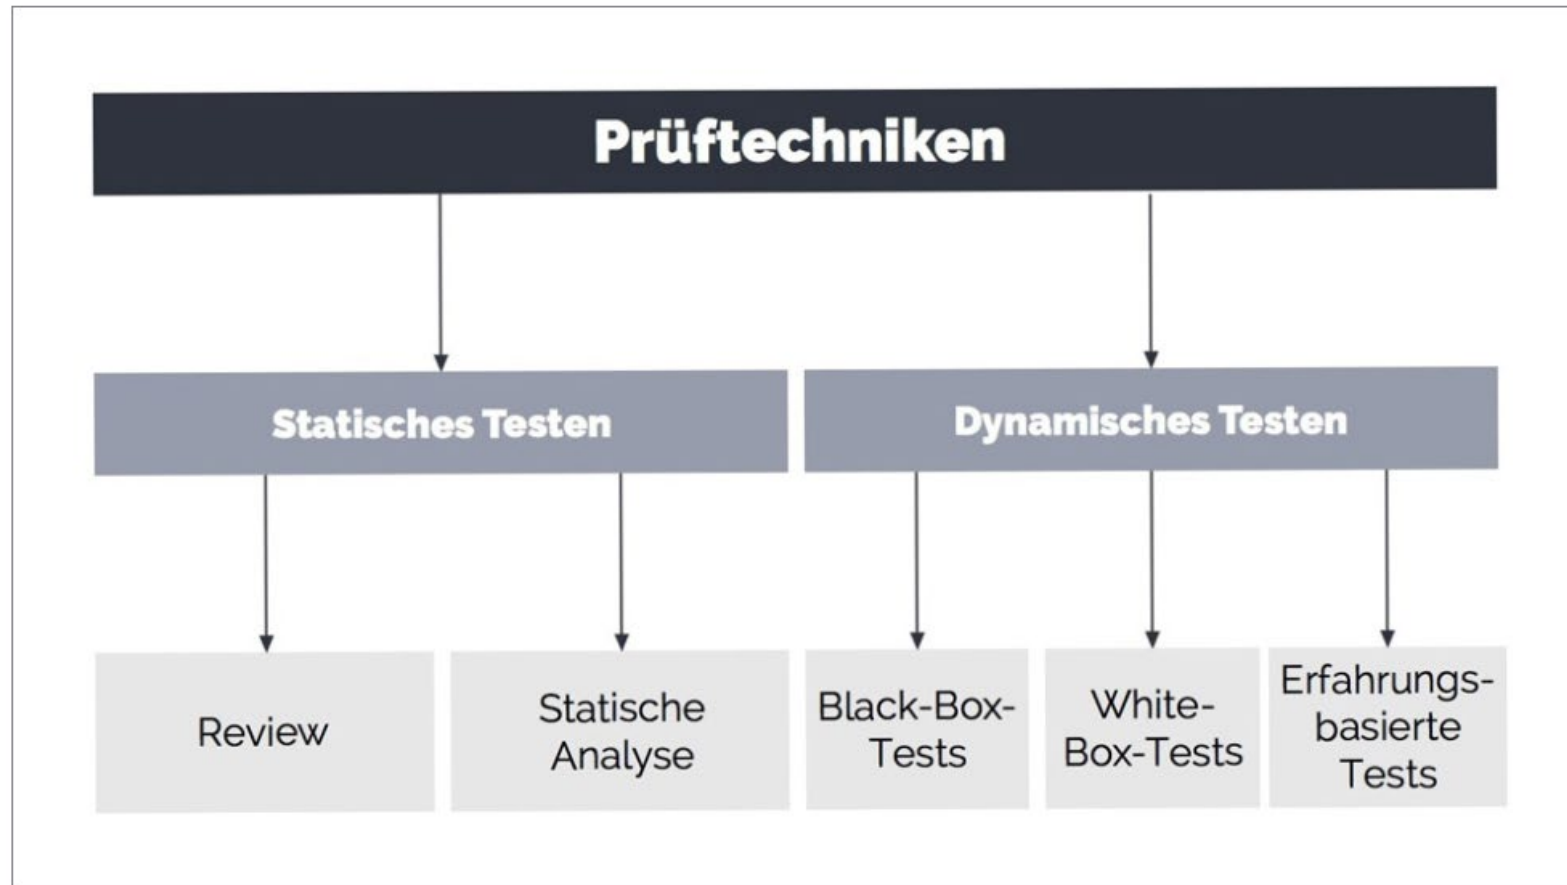 Prüftechniken
Statisches Testen
Dynamisches Testen
Review
Statische
Analyse
Black-Box-
Tests
White-
Box-Tests
Erfahrungs-
basierte
Tests